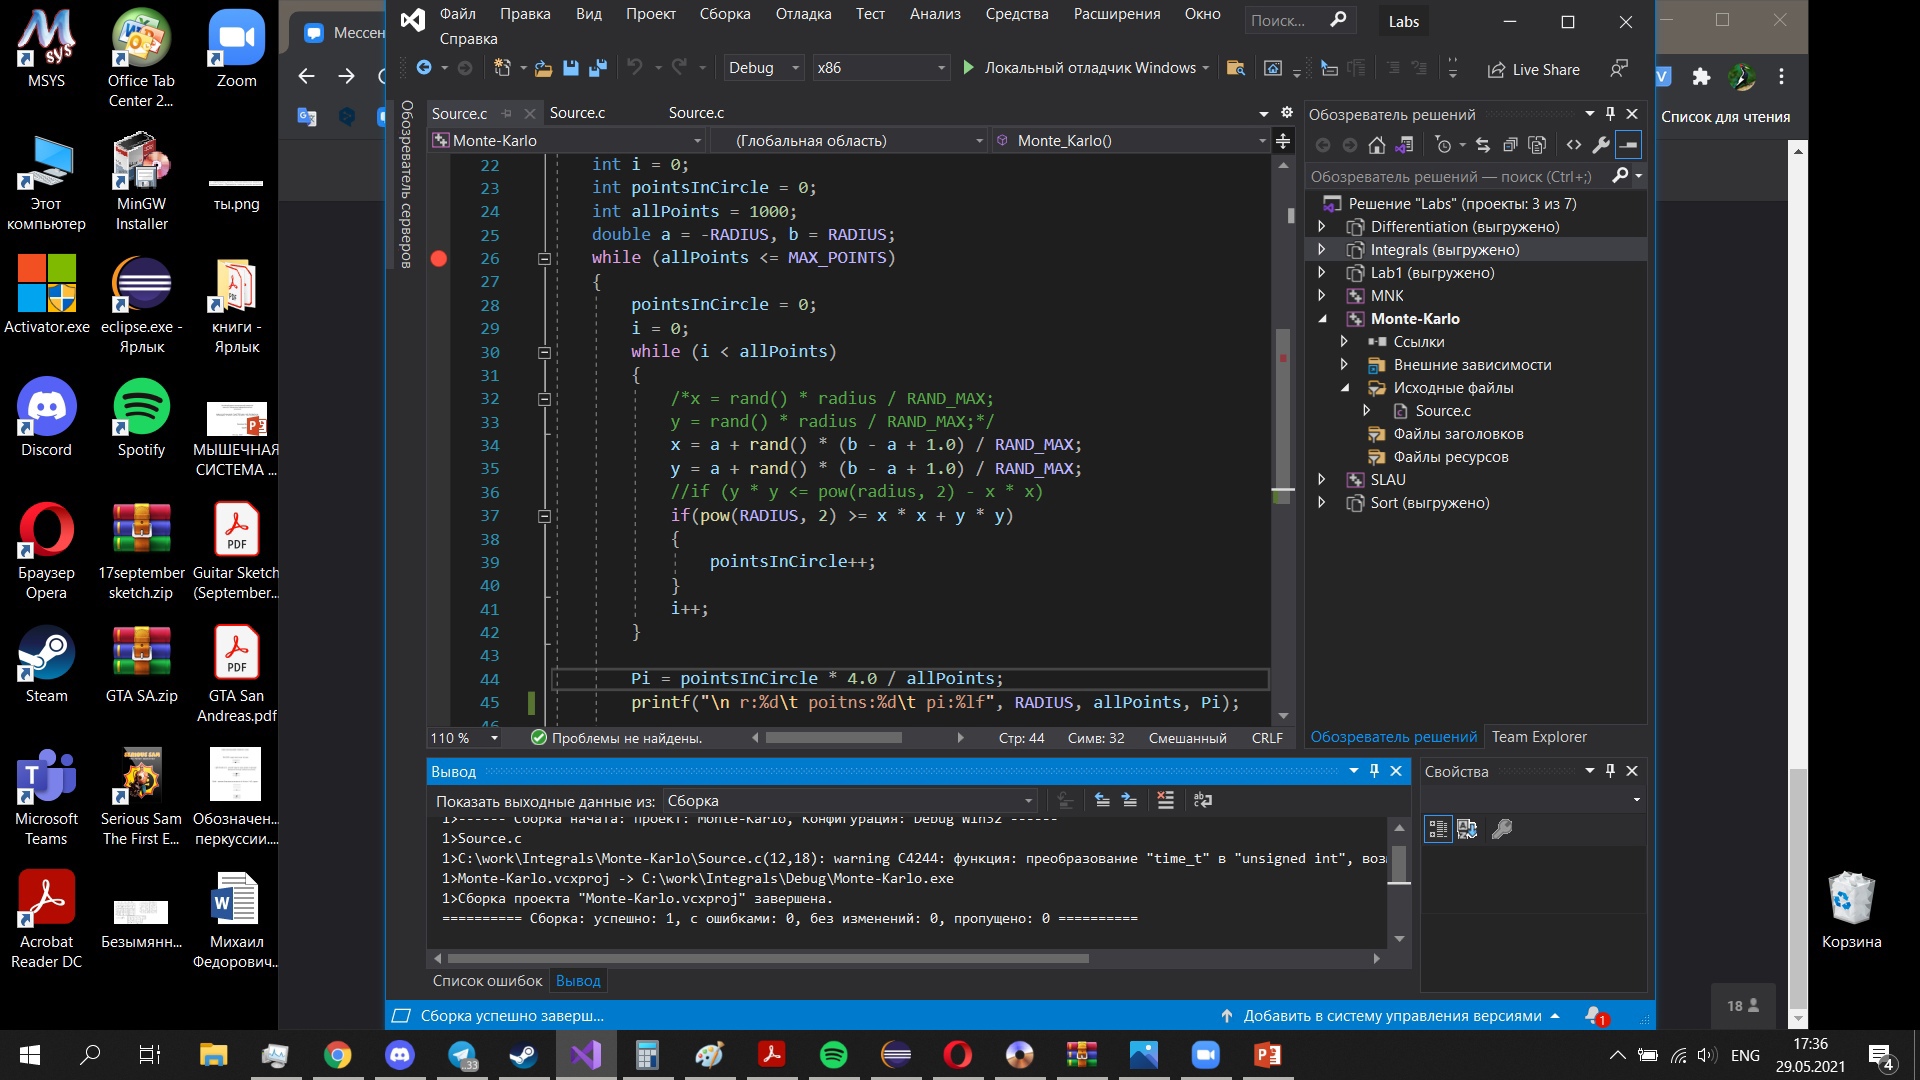 MSYS
Office Tab
Center 2...
Zoom
Этот
компьютер
MinGW
Installer
ты.png
Activator.exe
eclipse.exe -
Ярлык
книги -
Ярлык
Discord
Spotify
МЫШЕЧНАЯ
СИСТЕМА ...
Браузер
Opera
17september
sketch.zip
Guitar Sketch
(September...
Steam
GTA SA.zip
GTA San
Andreas.pdf
Microsoft
Teams
Serious Sam
The First E...
Обозначен...
перкуссии...
Acrobat
Reader DC
Безымянн...
Михаил
Федорович...
Мессен
Файл Правка Вид Проект Сборка Отладка Тест Анализ Средства Расширения Окно
Справка
Поиск...
Labs
Debug x86 Локальный отладчик Windows
Live Share
Обозреватель серверов
Source.c Source.c Source.c
Monte-Karlo (Глобальная область) Monte_Karlo()
22 int i = 0;
23 int pointsInCircle = 0;
24 int allPoints = 1000;
25 double a = -RADIUS, b = RADIUS;
26 while (allPoints <= MAX_POINTS)
27 {
28 pointsInCircle = 0;
29 i = 0;
30 while (i < allPoints)
31 {
32 /*x = rand() * radius / RAND_MAX;
33 y = rand() * radius / RAND_MAX;*/
34 x = a + rand() * (b - a + 1.0) / RAND_MAX;
35 y = a + rand() * (b - a + 1.0) / RAND_MAX;
36 //if (y * y <= pow(radius, 2) - x * x)
37 if(pow(RADIUS, 2) >= x * x + y * y)
38 {
39 pointsInCircle++;
40 }
41 i++;
42 }
43
44 Pi = pointsInCircle * 4.0 / allPoints;
45 printf("\n r:%d\t poitns:%d\t pi:%lf", RADIUS, allPoints, Pi);
46
110 % Проблемы не найдены. Стр: 44 Симв: 32 Смешанный CRLF
Вывод
Показать выходные данные из: Сборка
1>------ Сборка начата: проект: Monte-Karlo, Конфигурация: Debug Win32 ------
1>Source.c
1>C:\work\Integrals\Monte-Karlo\Source.c(12,18): warning C4244: функция: преобразование "time_t" в "unsigned int", воз
1>Monte-Karlo.vcxproj -> C:\work\Integrals\Debug\Monte-Karlo.exe
1>Сборка проекта "Monte-Karlo.vcxproj" завершена.
========== Сборка: успешно: 1, с ошибками: 0, без изменений: 0, пропущено: 0 ==========
Список ошибок Вывод
Обозреватель решений
Обозреватель решений — поиск (Ctrl+;)
Решение "Labs" (проекты: 3 из 7)
Differentiation (выгружено)
Integrals (выгружено)
Lab1 (выгружено)
MNK
Monte-Karlo
Ссылки
Внешние зависимости
Исходные файлы
Source.c
Файлы заголовков
Файлы ресурсов
SLAU
Sort (выгружено)
Обозреватель решений Team Explorer
Свойства
Сборка успешно заверш...
Добавить в систему управления версиями
1
Список для чтения
18
Корзина
33
ENG
17:36
29.05.2021
4